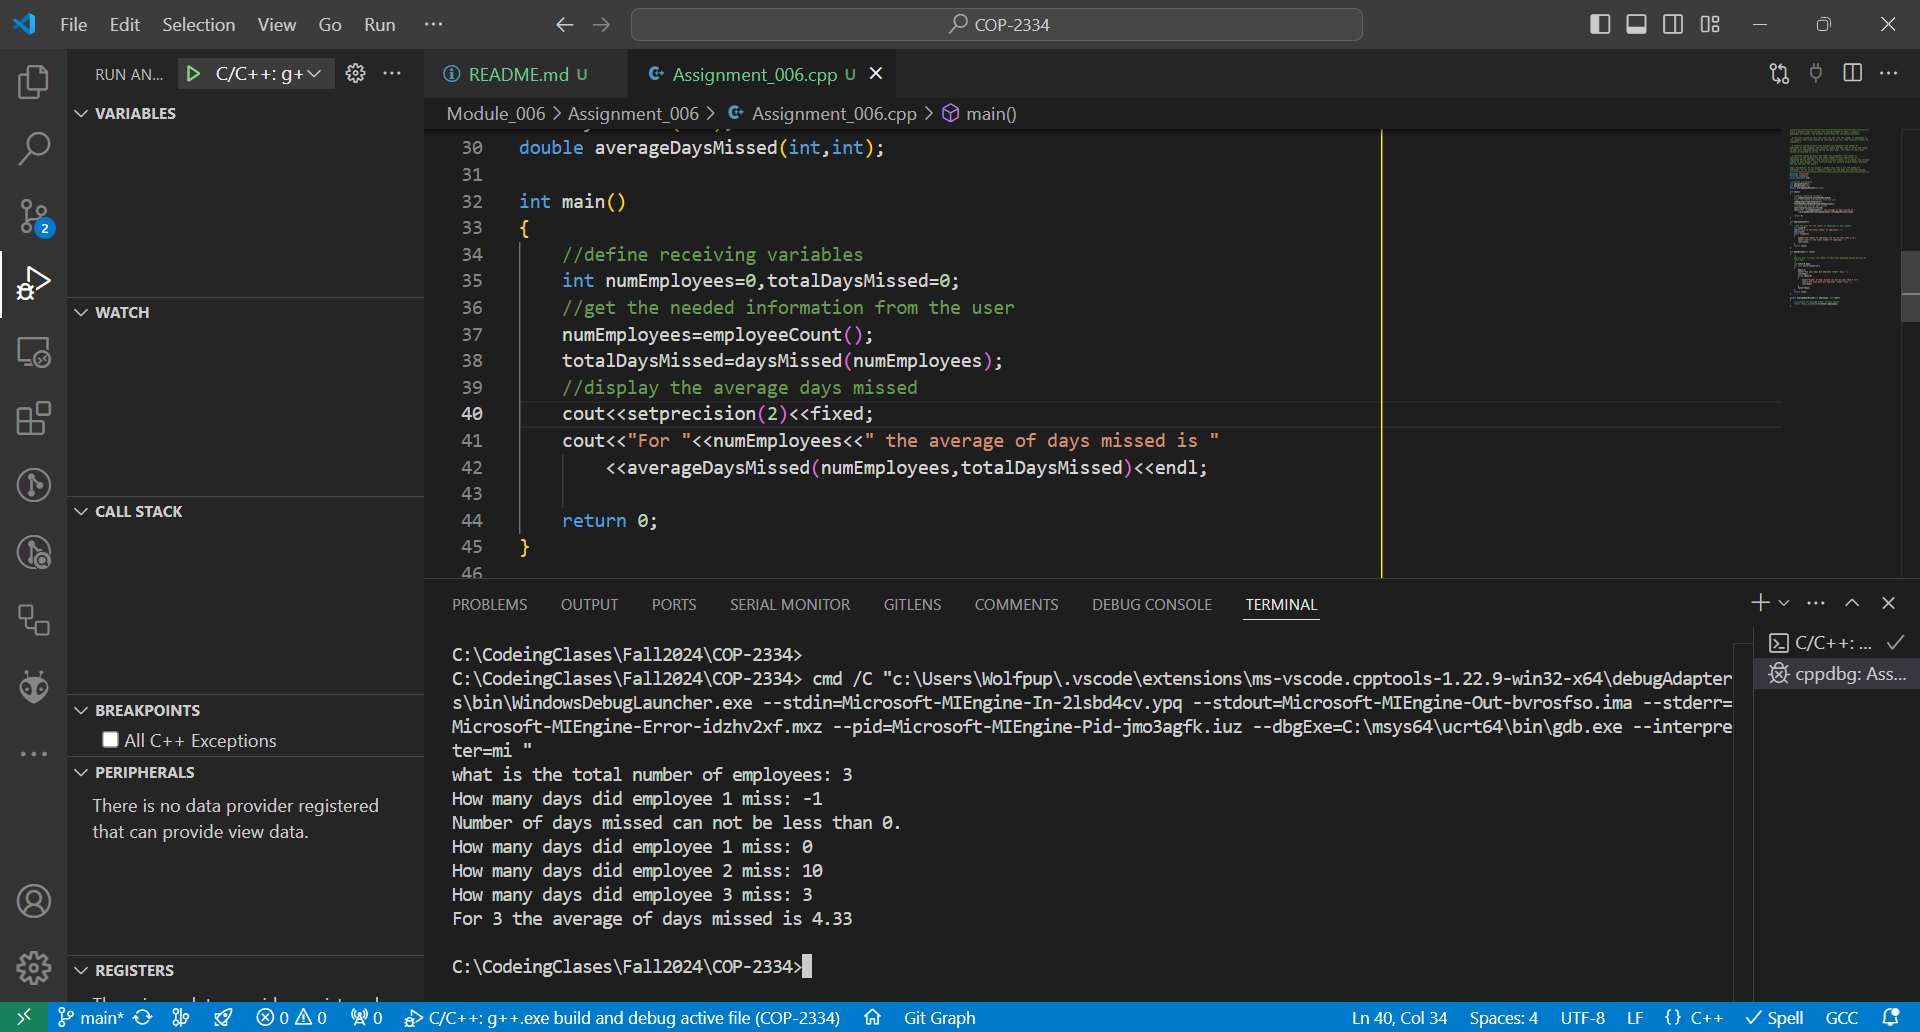 File Edit Selection View Go Run ···
COP-2334
RUN AN... C/C++: g+
README.md U
Assignment_006.cpp U
Module_006 > Assignment_006 > Assignment_006.cpp > main()
VARIABLES
30 double averageDaysMissed(int,int);
31
32 int main()
33 {
34 //define receiving variables
35 int numEmployees=0,totalDaysMissed=0;
36 //get the needed information from the user
37 numEmployees=employeeCount();
38 totalDaysMissed=daysMissed(numEmployees);
39 //display the average days missed
40 cout<<setprecision(2)<<fixed;
41 cout<<"For "<<numEmployees<<" the average of days missed is "
42 <<averageDaysMissed(numEmployees,totalDaysMissed)<<endl;
43
44 return 0;
45 }
46
2
WATCH
CALL STACK
BREAKPOINTS
All C++ Exceptions
PERIPHERALS
There is no data provider registered
that can provide view data.
REGISTERS
PROBLEMS OUTPUT PORTS SERIAL MONITOR GITLENS COMMENTS DEBUG CONSOLE TERMINAL
C:\CodeingClases\Fall2024\COP-2334>
C:\CodeingClases\Fall2024\COP-2334> cmd /C "c:\Users\Wolfpup\.vscode\extensions\ms-vscode.cpptools-1.22.9-win32-x64\debugAdapter
s\bin\WindowsDebugLauncher.exe --stdin=Microsoft-MIEngine-In-2lsbd4cv.ypq --stdout=Microsoft-MIEngine-Out-bvrosfso.ima --stderr=
Microsoft-MIEngine-Error-idzhv2xf.mxz --pid=Microsoft-MIEngine-Pid-jmo3agfk.iuz --dbgExe=C:\msys64\ucrt64\bin\gdb.exe --interpre
ter=mi "
what is the total number of employees: 3
How many days did employee 1 miss: -1
Number of days missed can not be less than 0.
How many days did employee 1 miss: 0
How many days did employee 2 miss: 10
How many days did employee 3 miss: 3
For 3 the average of days missed is 4.33
C:\CodeingClases\Fall2024\COP-2334>
C/C++: ...
cppdbg: Ass...
main* 0 0 0 C/C++: g++.exe build and debug active file (COP-2334) Git Graph Ln 40, Col 34 Spaces: 4 UTF-8 LF {} C++ Spell GCC